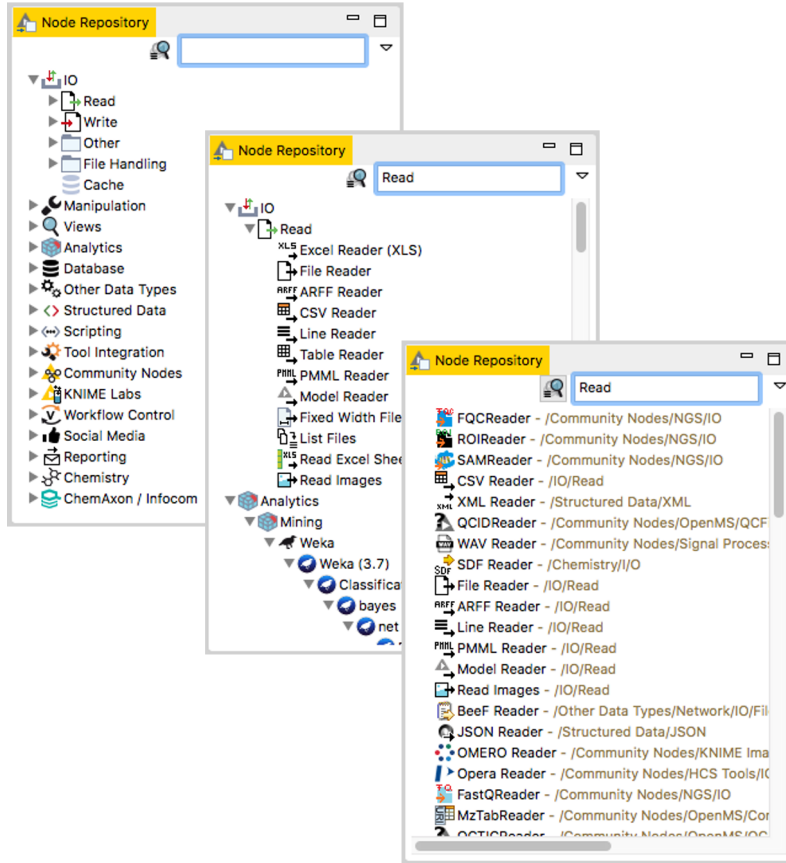 Node Repository
IO
Read
Write
Other
File Handling
Cache
Manipulation
Views
Analytics
Database
Other Data Types
Structured Data
Scripting
Tool Integration
Community Nodes
KNIME Labs
Workflow Control
Social Media
Reporting
Chemistry
ChemAxon / Infocom
Node Repository
Read
IO
Read
XLS Excel Reader (XLS)
File Reader
ARFF ARFF Reader
CSV Reader
Line Reader
Table Reader
PMML PMML Reader
Model Reader
Fixed Width File
List Files
XLS Read Excel Shee
Read Images
Analytics
Mining
Weka
Weka (3.7)
Classifica
bayes
net
Node Repository
Read
FQCReader - /Community Nodes/NGS/IO
ROIReader - /Community Nodes/NGS/IO
SAMReader - /Community Nodes/NGS/IO
CSV Reader - /IO/Read
XML XML Reader - /Structured Data/XML
QCIDReader - /Community Nodes/OpenMS/QCF
WAV WAV Reader - /Community Nodes/Signal Process
SDF SDF Reader - /Chemistry/I/O
File Reader - /IO/Read
ARFF ARFF Reader - /IO/Read
Line Reader - /IO/Read
PMML PMML Reader - /IO/Read
Model Reader - /IO/Read
Read Images - /IO/Read
BeeF Reader - /Other Data Types/Network/IO/Fil
JSON Reader - /Structured Data/JSON
OMERO Reader - /Community Nodes/KNIME Ima
Opera Reader - /Community Nodes/HCS Tools/IO
FastQReader - /Community Nodes/NGS/IO
MzTabReader - /Community Nodes/OpenMS/Cor